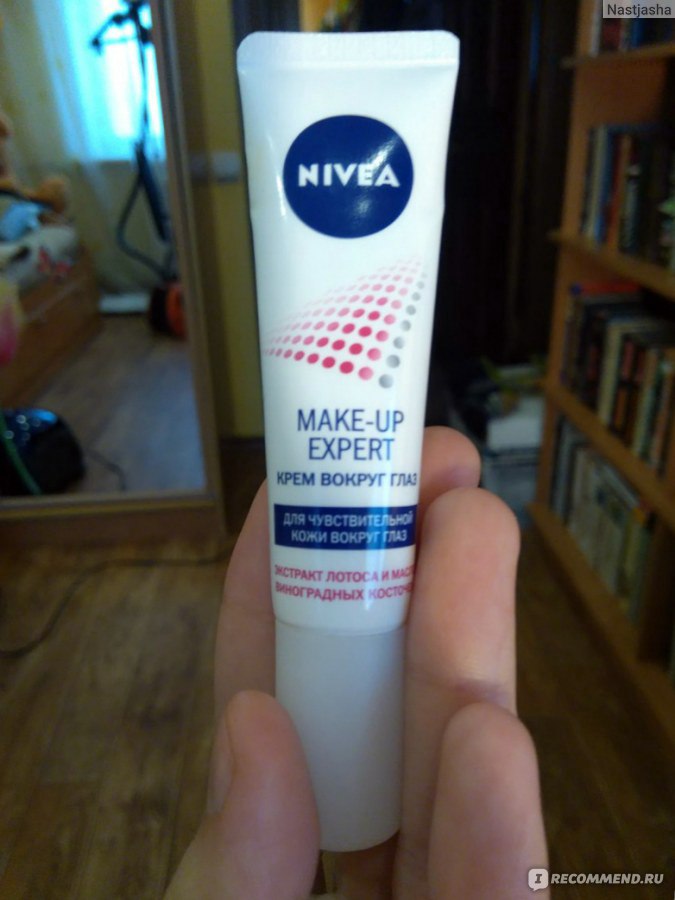 Nastjasha
NIVEA
MAKE-UP
EXPERT
КРЕМ ВОКРУГ ГЛАЗ
ДЛЯ ЧУВСТВИТЕЛЬНОЙ
КОЖИ ВОКРУГ ГЛАЗ
ЭКСТРАКТ ЛОТОСА И МАСЛ
ВИНОГРАДНЫХ КОСТОЧ
I RECOMMEND.RU